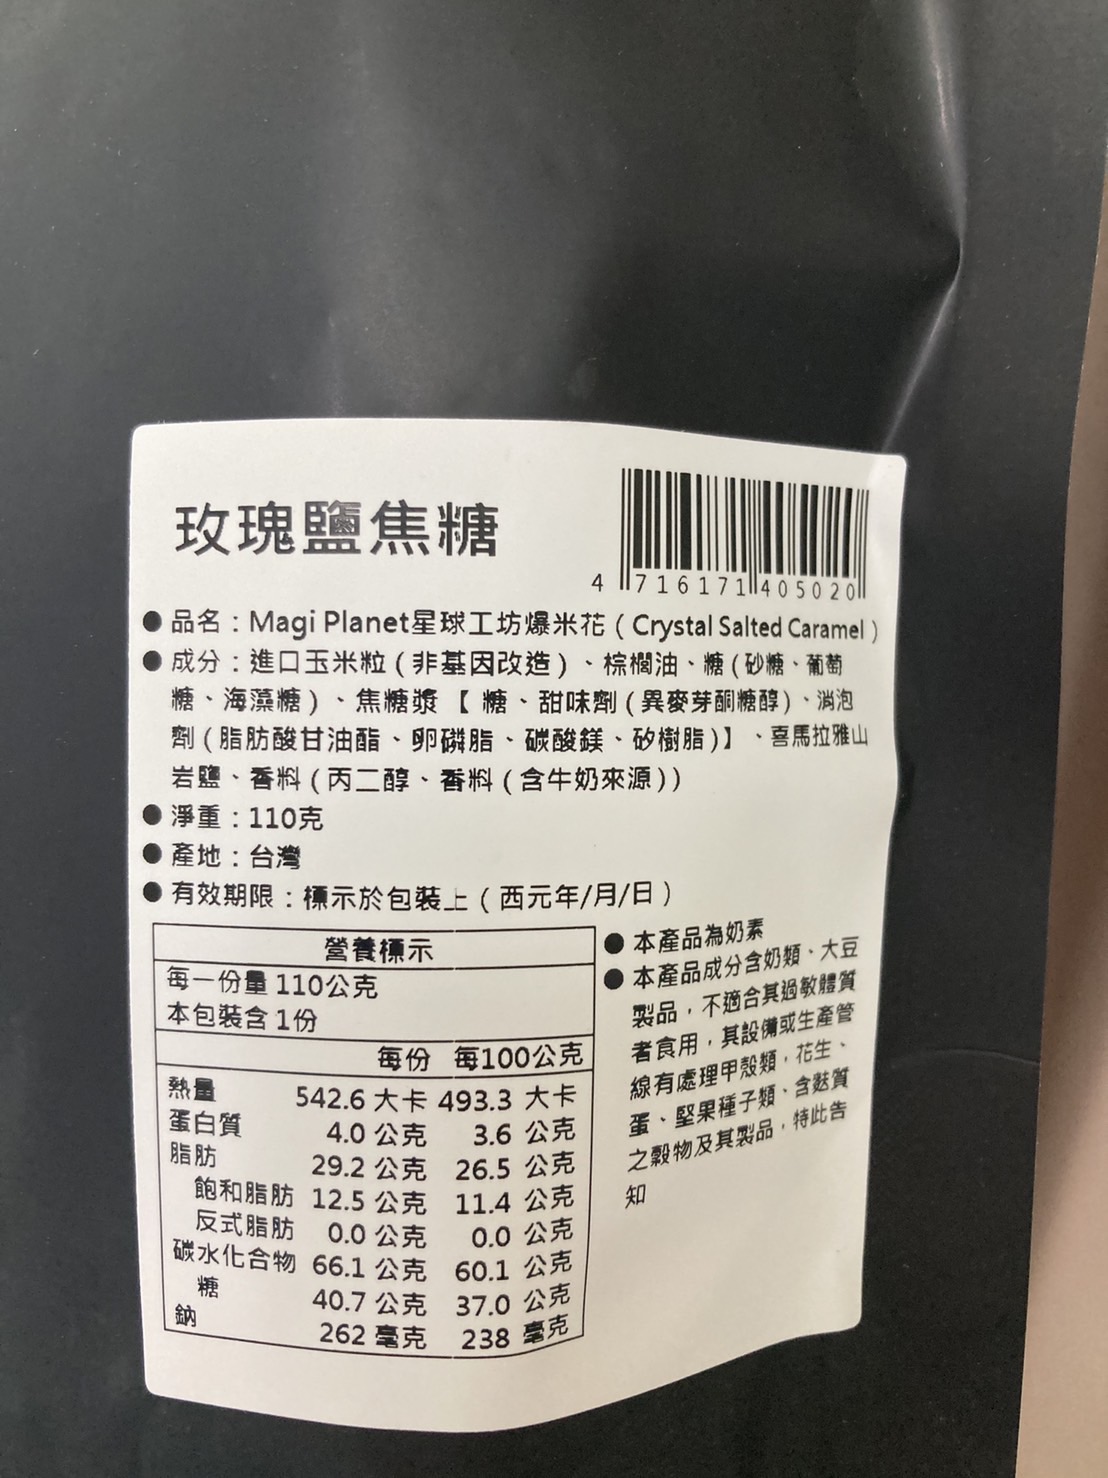 玫瑰鹽焦糖
4 716171 405020
●品名：Magi Planet星球工坊爆米花（Crystal Salted Caramel）
●成分：進口玉米粒（非基因改造）、棕櫚油、糖（砂糖、葡萄
糖、海藻糖）、焦糖漿【糖、甜味劑（異麥芽酮糖醇）、消泡
劑（脂肪酸甘油酯、卵磷脂、碳酸鎂、矽樹脂）】、喜馬拉雅山
岩鹽、香料（丙二醇、香料（含牛奶來源））
●淨重：110克
●產地：台灣
●有效期限：標示於包裝上（西元年/月/日）
營養標示
每一份量 110公克
本包裝含 1份
每份 每100公克
熱量 542.6 大卡 493.3 大卡
蛋白質 4.0 公克 3.6 公克
脂肪 29.2 公克 26.5 公克
飽和脂肪 12.5 公克 11.4 公克
反式脂肪 0.0 公克 0.0 公克
碳水化合物 66.1 公克 60.1 公克
糖 40.7 公克 37.0 公克
鈉 262 毫克 238 毫克
●本產品為奶素
●本產品成分含奶類、大豆
製品，不適合其過敏體質
者食用，其設備或生產管
線有處理甲殼類，花生、
蛋、堅果種子類、含麩質
之穀物及其製品，特此告
知